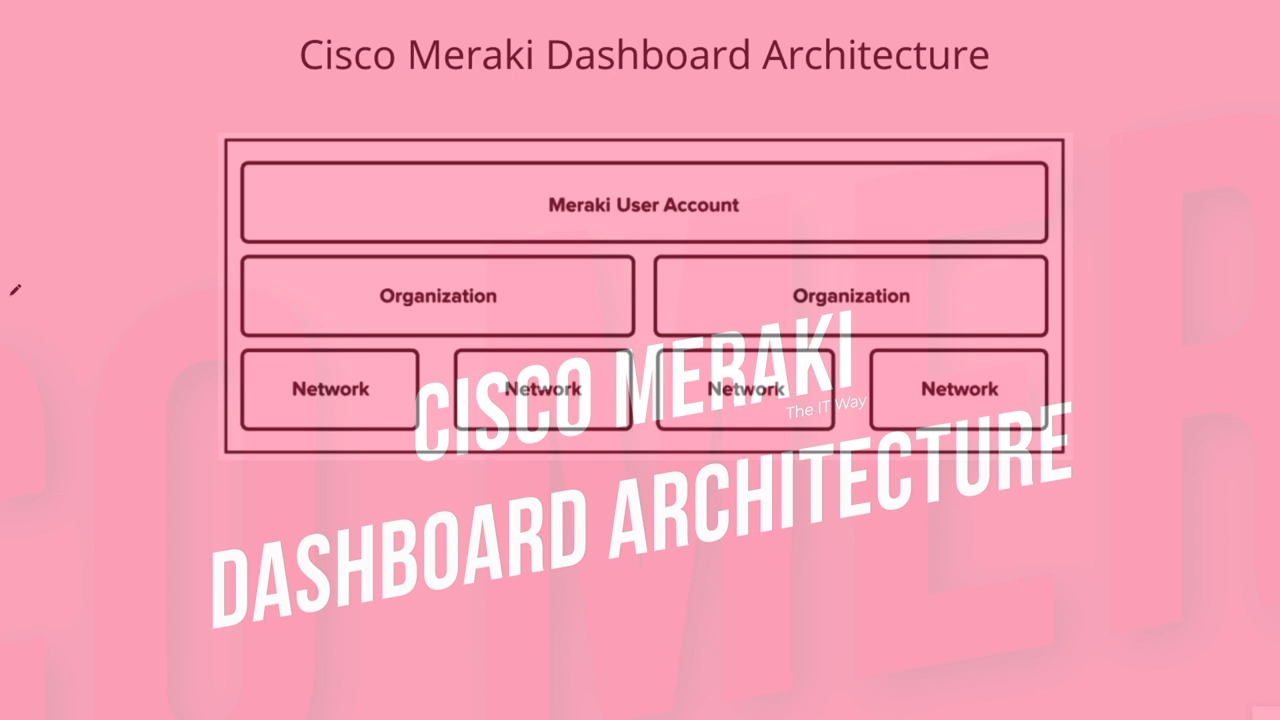 Cisco Meraki Dashboard Architecture
Meraki User Account
Organization
Organization
Network
Network
Network
Network
CISCO MERAKI
The IT Way
DASHBOARD ARCHITECTURE